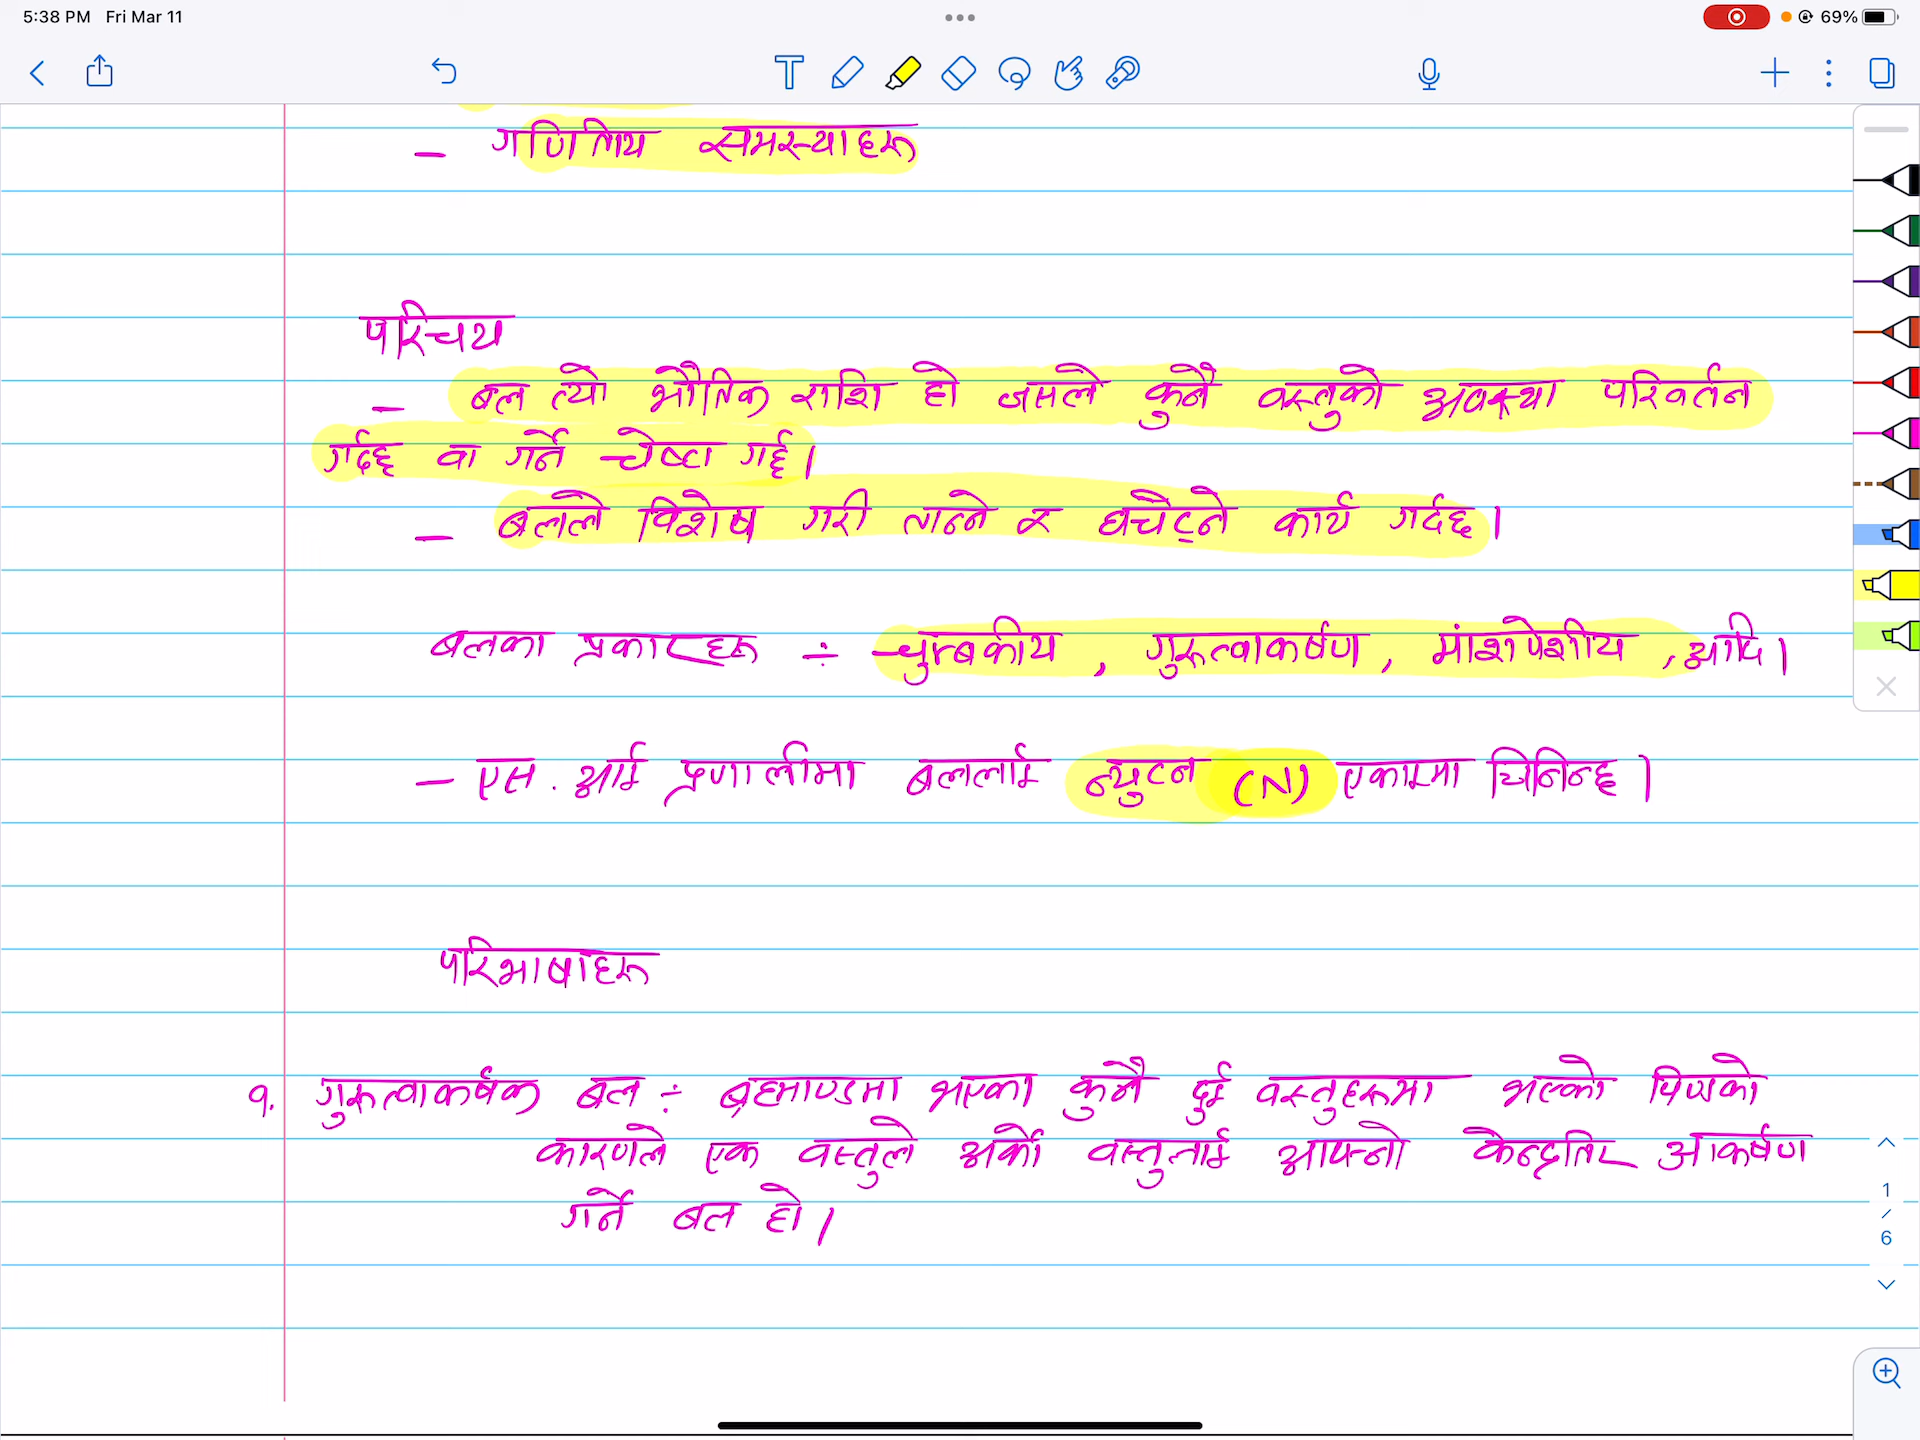 5:38 PM Fri Mar 11
69%
- गणितिय समस्याहरू
परिचय
- बल त्यो भौतिक राशि हो जसले कुनै वस्तुको अवस्था परिवर्तन
गर्दछ वा गर्ने चेष्टा गर्छ।
- बलले विशेष गरी तान्ने र घचेट्ने कार्य गर्दछ।
बलका प्रकारहरू ÷ चुम्बकीय, गुरुत्वाकर्षण, मांशपेशीय, आदि।
- एस. आई प्रणालीमा बललाई न्युटन (N) एकाइमा चिनिन्छ।
परिभाषाहरू
१. गुरुत्वाकर्षक बल ÷ ब्रह्माण्डमा भएका कुनै दुई वस्तुहरूमा भएको पिण्डको
कारणले एक वस्तुले अर्को वस्तुलाई आफ्नो केन्द्रतिर आकर्षण
गर्ने बल हो।
1
/
6